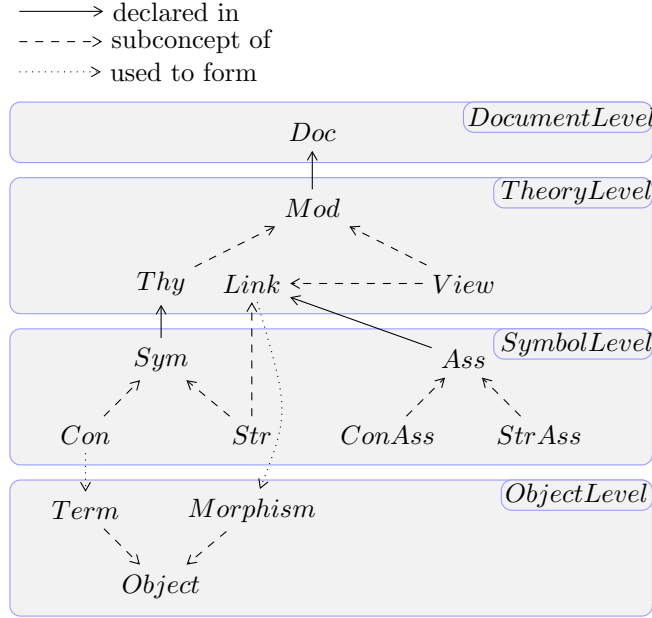 declared in
subconcept of
used to form
DocumentLevel
Doc
TheoryLevel
Mod
Thy Link View
SymbolLevel
Sym Ass
Con Str ConAss StrAss
ObjectLevel
Term Morphism
Object